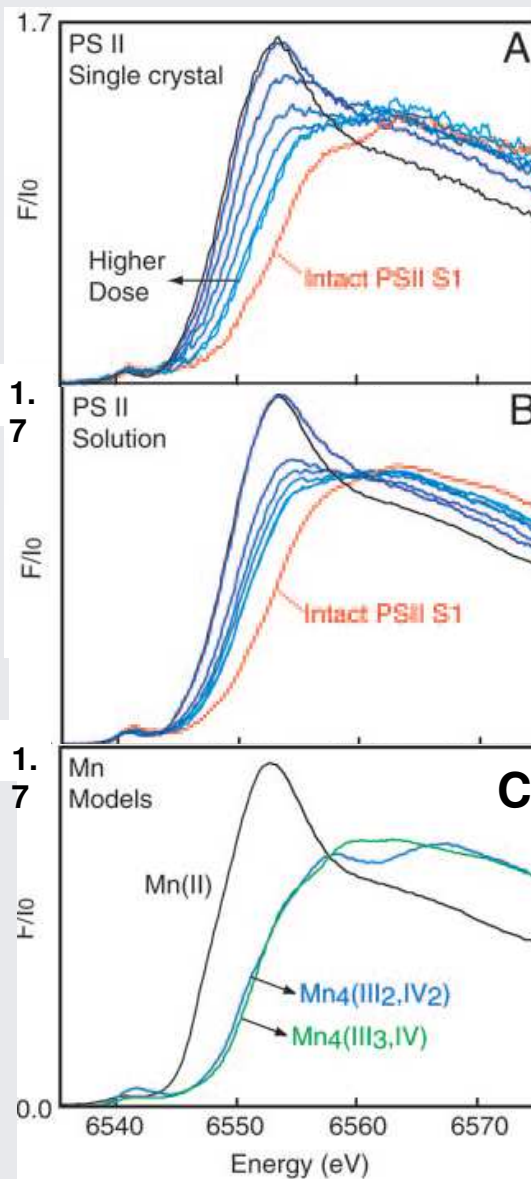 1.7
PS II
Single crystal
A
F/I0
Higher
Dose
Intact PSII S1
1.
7
PS II
Solution
B
F/I0
Intact PSII S1
1.
7
Mn
Models
C
F/I0
Mn(II)
Mn4(III2,IV2)
Mn4(III3,IV)
0.0
6540 6550 6560 6570
Energy (eV)